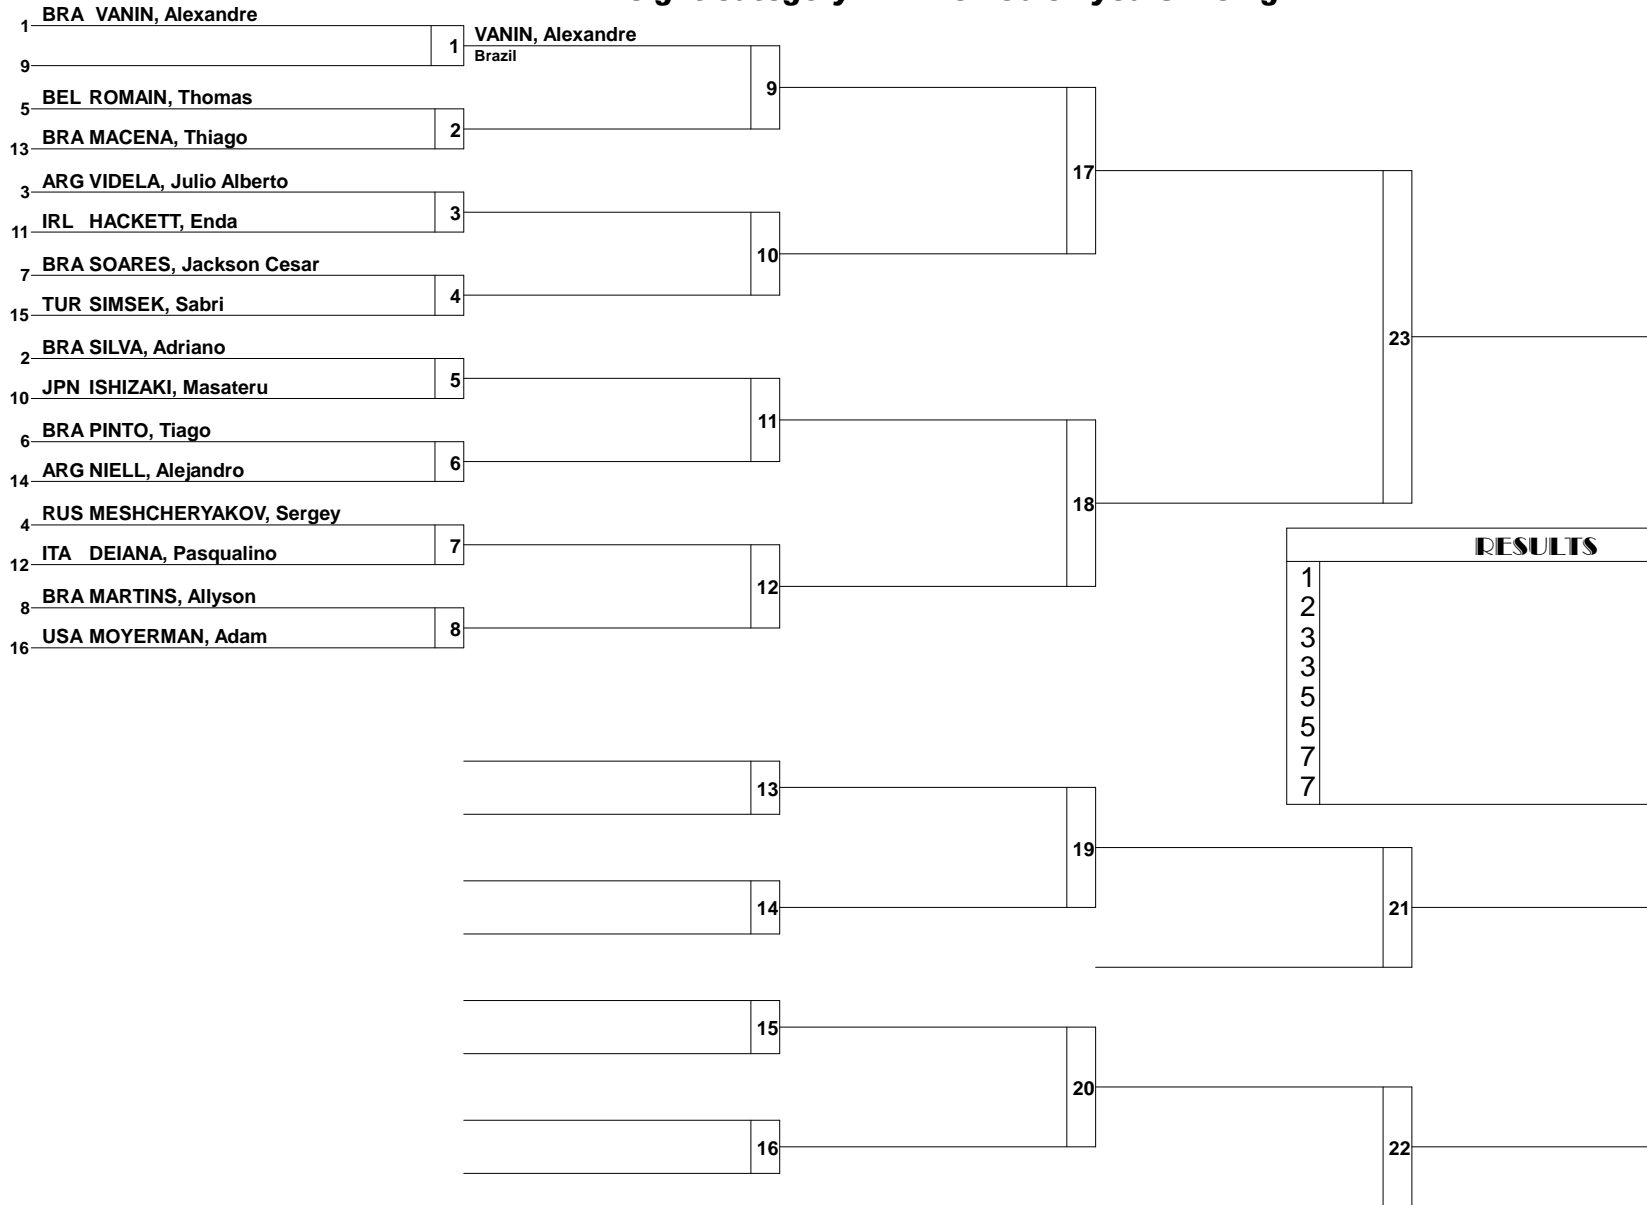 1 BRA VANIN, Alexandre
9
1
VANIN, Alexandre
Brazil
5 BEL ROMAIN, Thomas
13 BRA MACENA, Thiago
2
9
3 ARG VIDELA, Julio Alberto
11 IRL HACKETT, Enda
3
17
7 BRA SOARES, Jackson Cesar
15 TUR SIMSEK, Sabri
4
10
2 BRA SILVA, Adriano
10 JPN ISHIZAKI, Masateru
5
23
6 BRA PINTO, Tiago
14 ARG NIELL, Alejandro
6
11
4 RUS MESHCHERYAKOV, Sergey
12 ITA DEIANA, Pasqualino
7
18
8 BRA MARTINS, Allyson
16 USA MOYERMAN, Adam
8
12
RESULTS
1
2
3
3
5
5
7
7
13
19
14
21
15
20
16
22